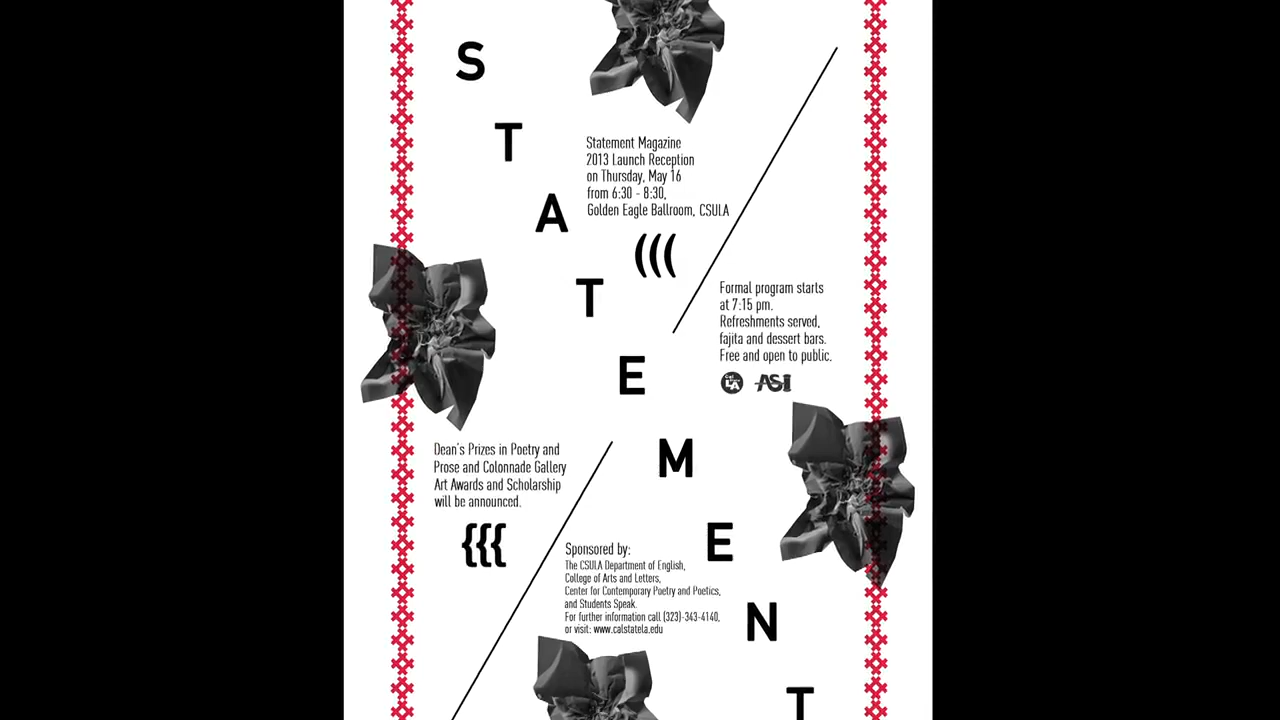 S
T
A
T
E
M
E
N
T
Statement Magazine
2013 Launch Reception
on Thursday, May 16
from 6:30 - 8:30,
Golden Eagle Ballroom, CSULA
(((
Formal program starts
at 7:15 pm.
Refreshments served,
fajita and dessert bars.
Free and open to public.
Cal State LA ASI
Dean's Prizes in Poetry and
Prose and Colonnade Gallery
Art Awards and Scholarship
will be announced.
{{{
Sponsored by:
The CSULA Department of English,
College of Arts and Letters,
Center for Contemporary Poetry and Poetics,
and Students Speak.
For further information call (323)-343-4140,
or visit: www.calstatela.edu